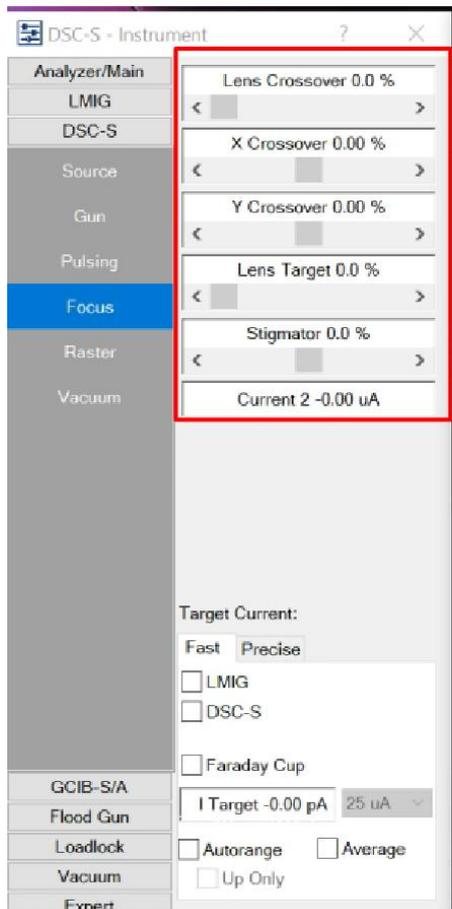 DSC-S - Instrument ? ×
Analyzer/Main
LMIG
DSC-S
Source
Gun
Pulsing
Focus
Raster
Vacuum
Lens Crossover 0.0 %
X Crossover 0.00 %
Y Crossover 0.00 %
Lens Target 0.0 %
Stigmator 0.0 %
Current 2 -0.00 uA
Target Current:
Fast Precise
LMIG
DSC-S
Faraday Cup
I Target -0.00 pA 25 uA
Autorange Average
Up Only
GCIB-S/A
Flood Gun
Loadlock
Vacuum
Expert